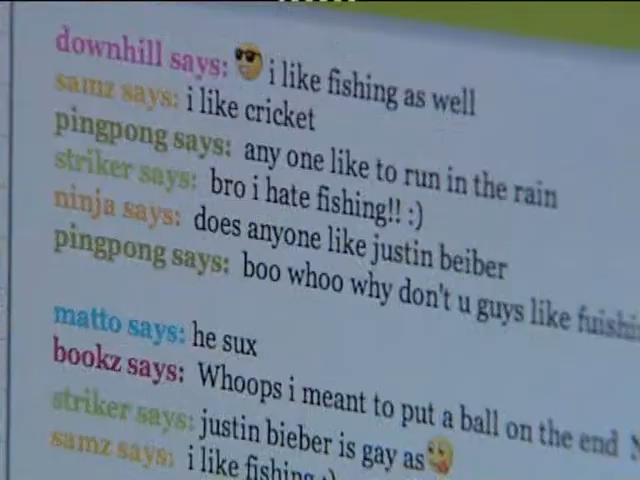 downhill says: i like fishing as well
samz says: i like cricket
pingpong says: any one like to run in the rain
striker says: bro i hate fishing!! :)
ninja says: does anyone like justin beiber
pingpong says: boo whoo why don't u guys like
matto says: he sux
bookz says: Whoops i meant to put a ball on the end
striker says: justin bieber is gay as
samz says: i like fishing :)